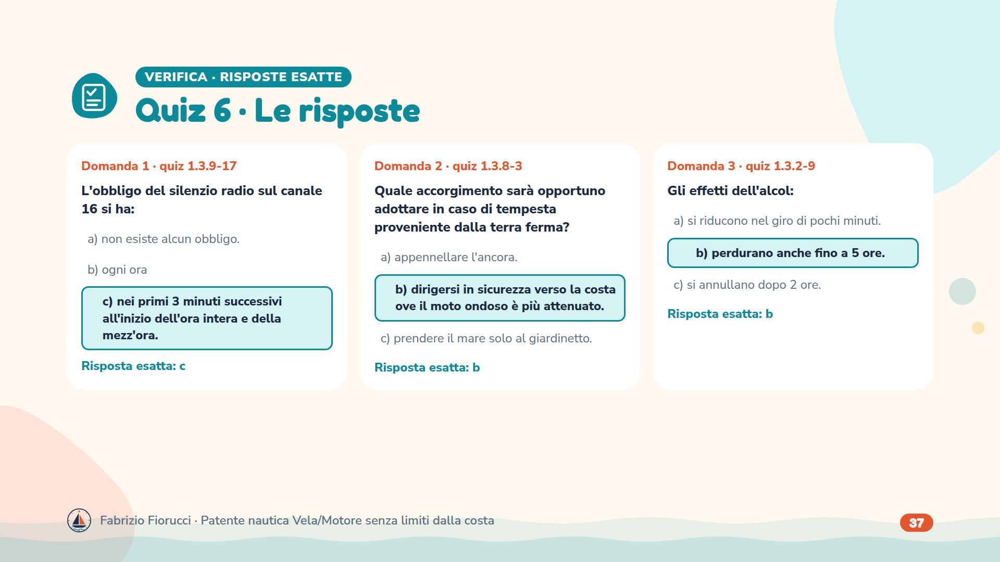 VERIFICA · RISPOSTE ESATTE
Quiz 6 · Le risposte
Domanda 1 · quiz 1.3.9-17
L'obbligo del silenzio radio sul canale
16 si ha:
a) non esiste alcun obbligo.
b) ogni ora
c) nei primi 3 minuti successivi
all'inizio dell'ora intera e della
mezz'ora.
Risposta esatta: c
Domanda 2 · quiz 1.3.8-3
Quale accorgimento sarà opportuno
adottare in caso di tempesta
proveniente dalla terra ferma?
a) appennellare l'ancora.
b) dirigersi in sicurezza verso la costa
ove il moto ondoso è più attenuato.
c) prendere il mare solo al giardinetto.
Risposta esatta: b
Domanda 3 · quiz 1.3.2-9
Gli effetti dell'alcol:
a) si riducono nel giro di pochi minuti.
b) perdurano anche fino a 5 ore.
c) si annullano dopo 2 ore.
Risposta esatta: b
Fabrizio Fiorucci · Patente nautica Vela/Motore senza limiti dalla costa
37